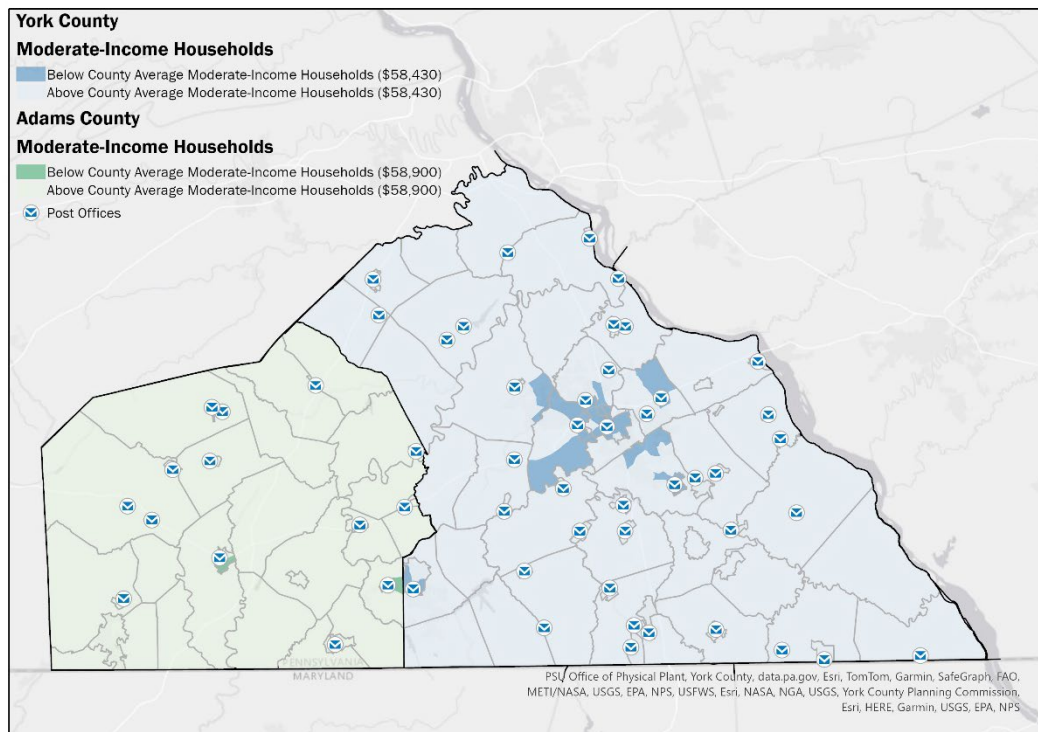 York County
Moderate-Income Households
Below County Average Moderate-Income Households ($58,430)
Above County Average Moderate-Income Households ($58,430)
Adams County
Moderate-Income Households
Below County Average Moderate-Income Households ($58,900)
Above County Average Moderate-Income Households ($58,900)
Post Offices
PENNSYLVANIA
MARYLAND
PSU Office of Physical Plant, York County, data.pa.gov, Esri, TomTom, Garmin, SafeGraph, FAO,
METI/NASA, USGS, EPA, NPS, USFWS, Esri, NASA, NGA, USGS, York County Planning Commission,
Esri, HERE, Garmin, USGS, EPA, NPS